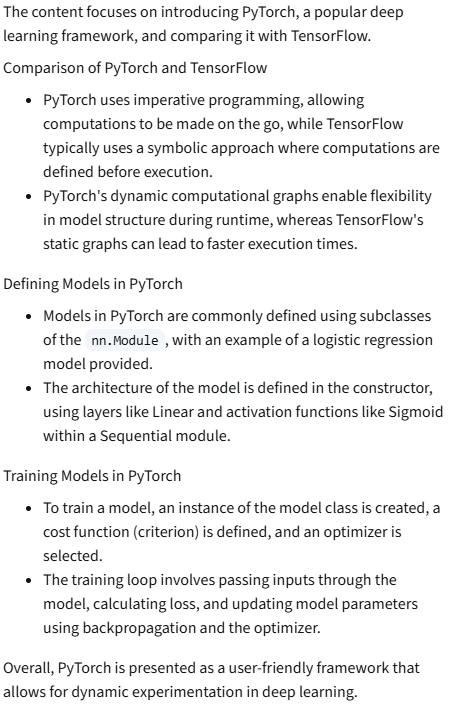 The content focuses on introducing PyTorch, a popular deep
learning framework, and comparing it with TensorFlow.
Comparison of PyTorch and TensorFlow
• PyTorch uses imperative programming, allowing
computations to be made on the go, while TensorFlow
typically uses a symbolic approach where computations are
defined before execution.
• PyTorch's dynamic computational graphs enable flexibility
in model structure during runtime, whereas TensorFlow's
static graphs can lead to faster execution times.
Defining Models in PyTorch
• Models in PyTorch are commonly defined using subclasses
of the nn.Module , with an example of a logistic regression
model provided.
• The architecture of the model is defined in the constructor,
using layers like Linear and activation functions like Sigmoid
within a Sequential module.
Training Models in PyTorch
• To train a model, an instance of the model class is created, a
cost function (criterion) is defined, and an optimizer is
selected.
• The training loop involves passing inputs through the
model, calculating loss, and updating model parameters
using backpropagation and the optimizer.
Overall, PyTorch is presented as a user-friendly framework that
allows for dynamic experimentation in deep learning.